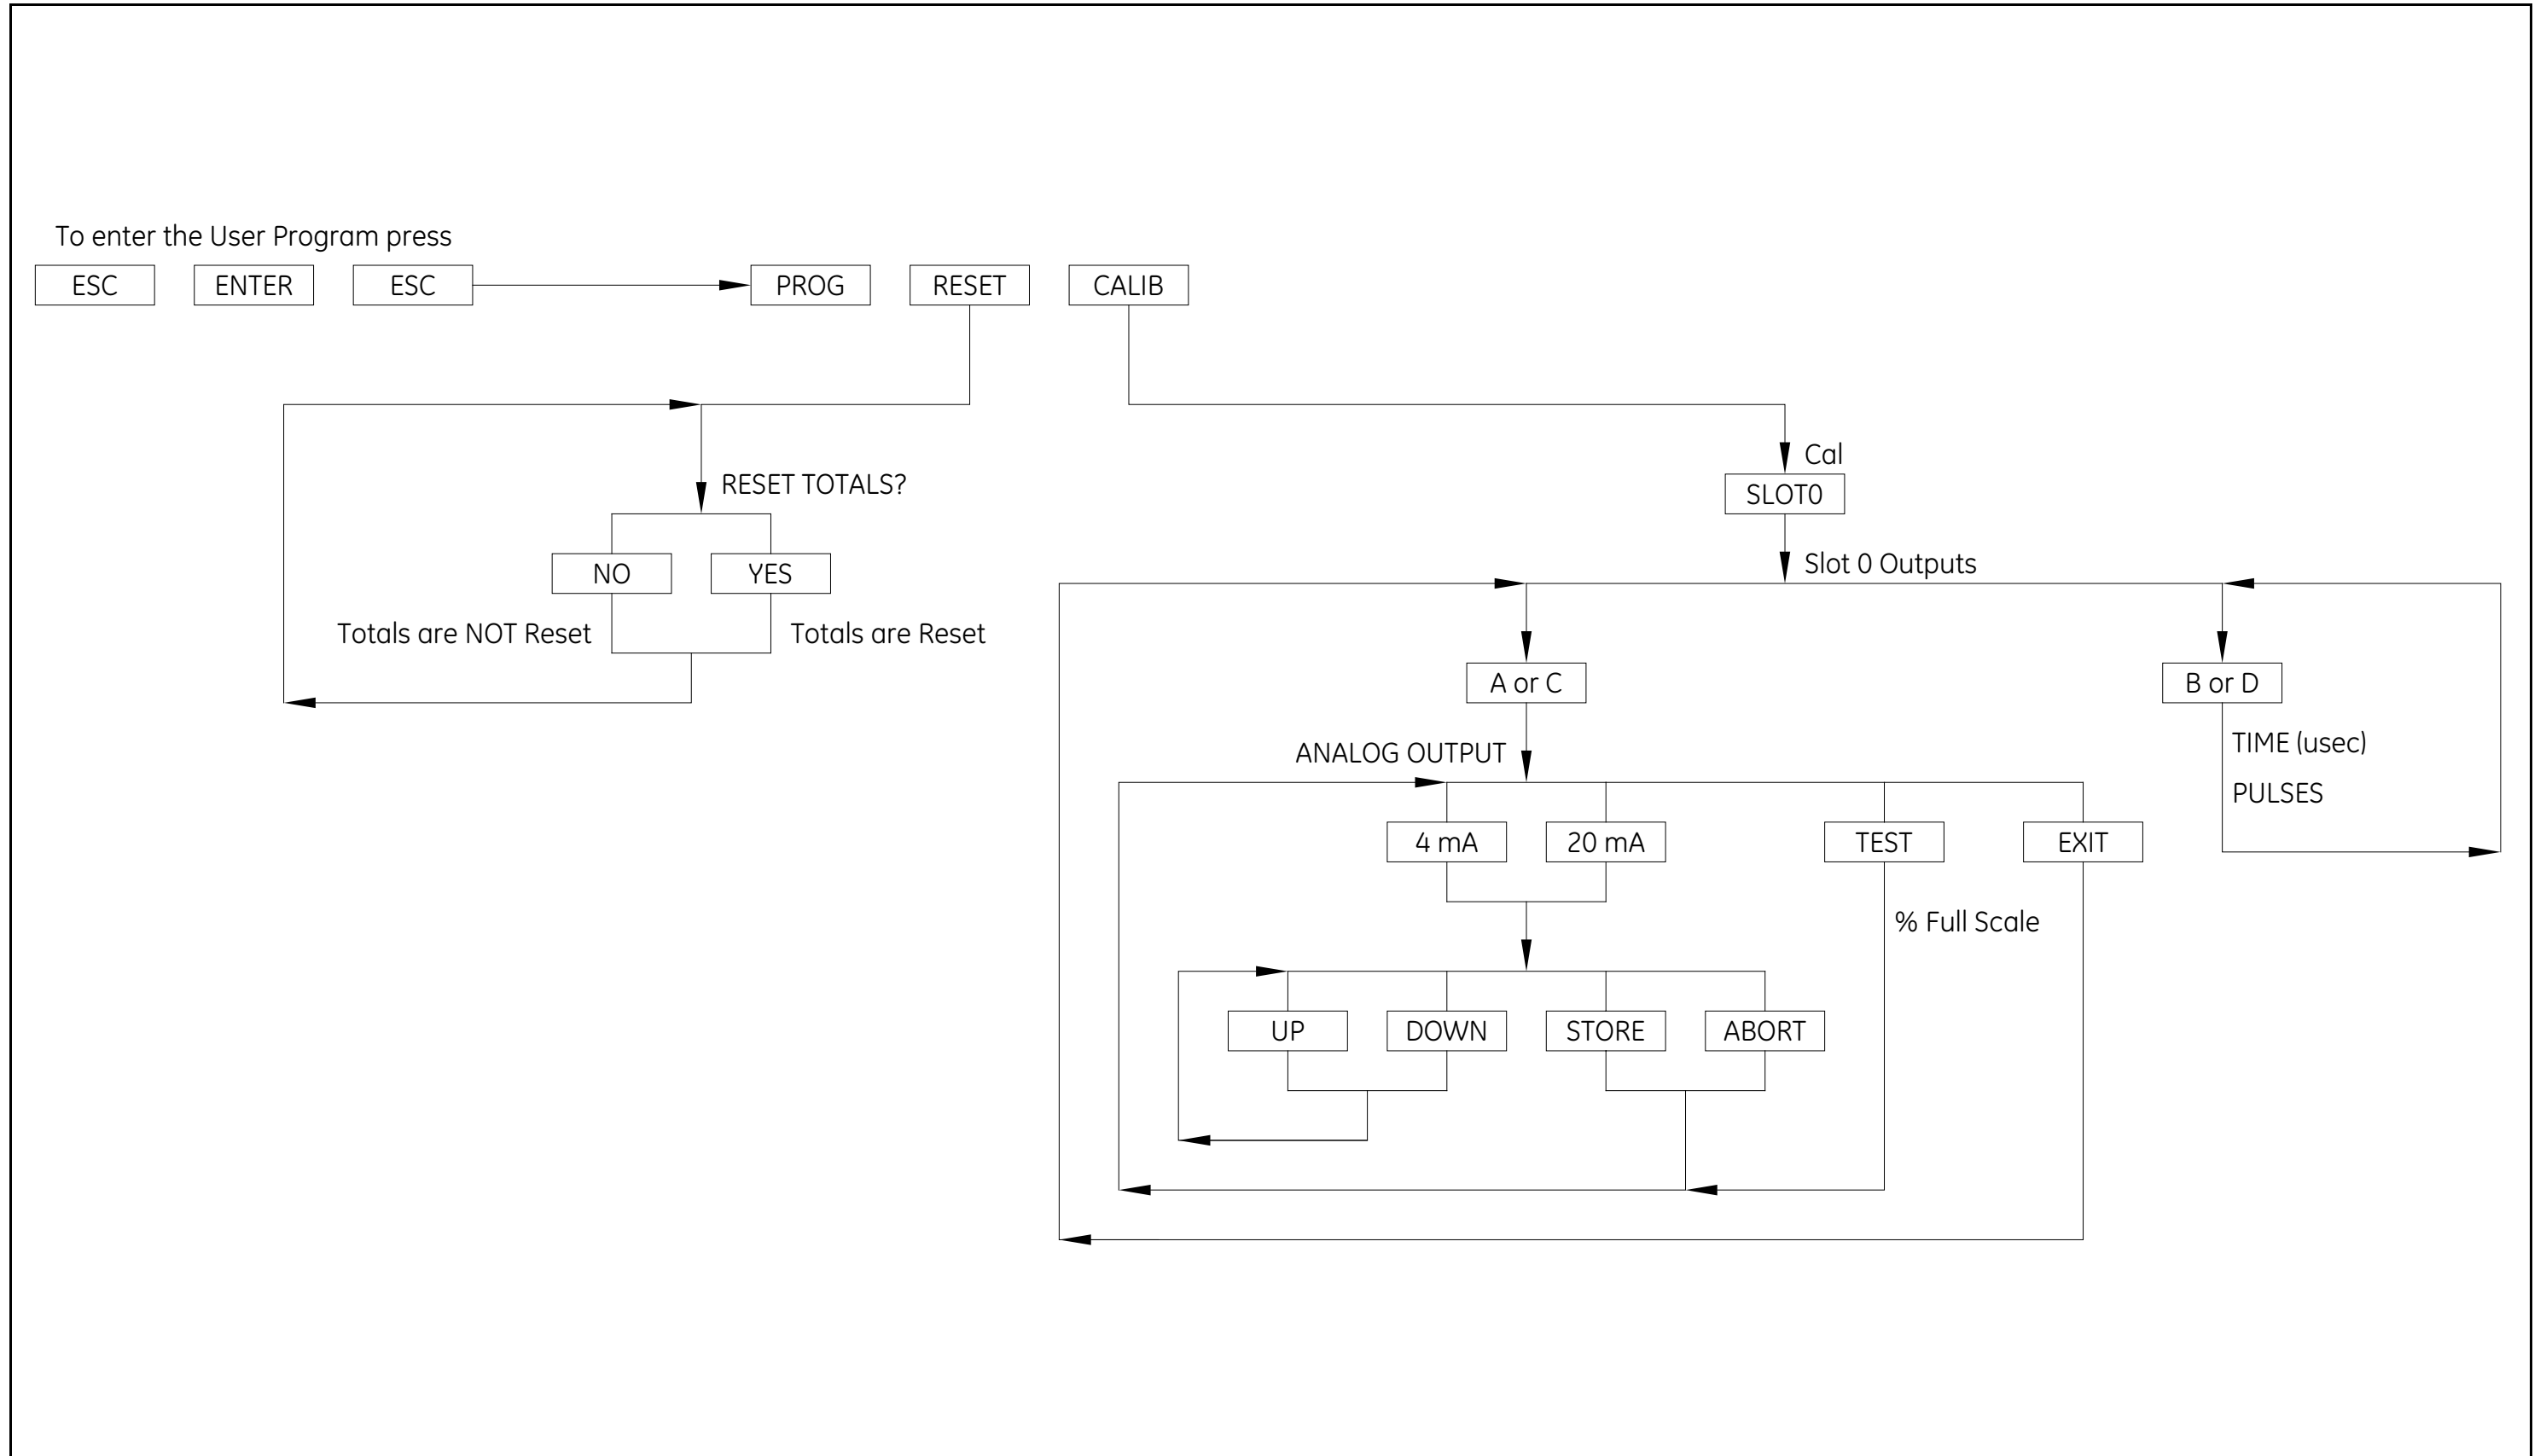 To enter the User Program press
ESC ENTER ESC PROG RESET CALIB
Cal
RESET TOTALS?
SLOT0
Slot 0 Outputs
NO YES
Totals are NOT Reset Totals are Reset
A or C B or D
TIME (usec)
ANALOG OUTPUT
PULSES
4 mA 20 mA TEST EXIT
% Full Scale
UP DOWN STORE ABORT